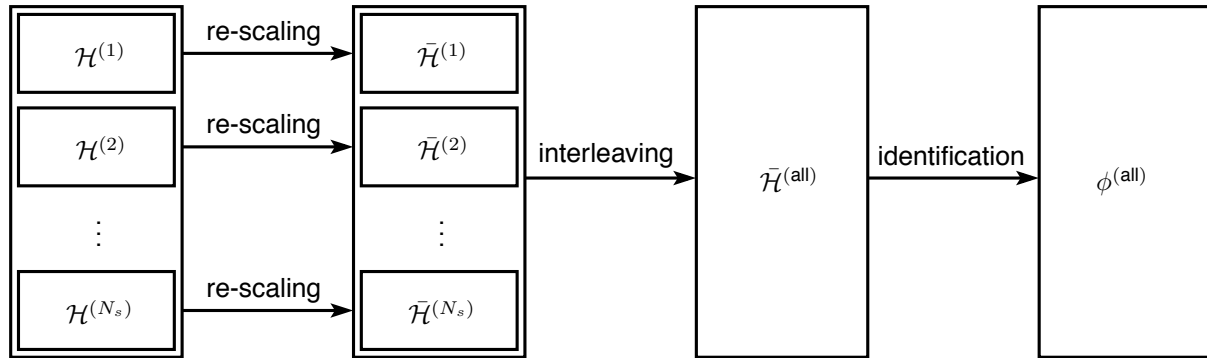 ℋ⁽¹⁾ re-scaling ℋ̄⁽¹⁾
ℋ⁽²⁾ re-scaling ℋ̄⁽²⁾
interleaving ℋ̄⁽ᵃˡˡ⁾ identification ϕ⁽ᵃˡˡ⁾
⋮ ⋮
ℋ^(N_s) re-scaling ℋ̄^(N_s)